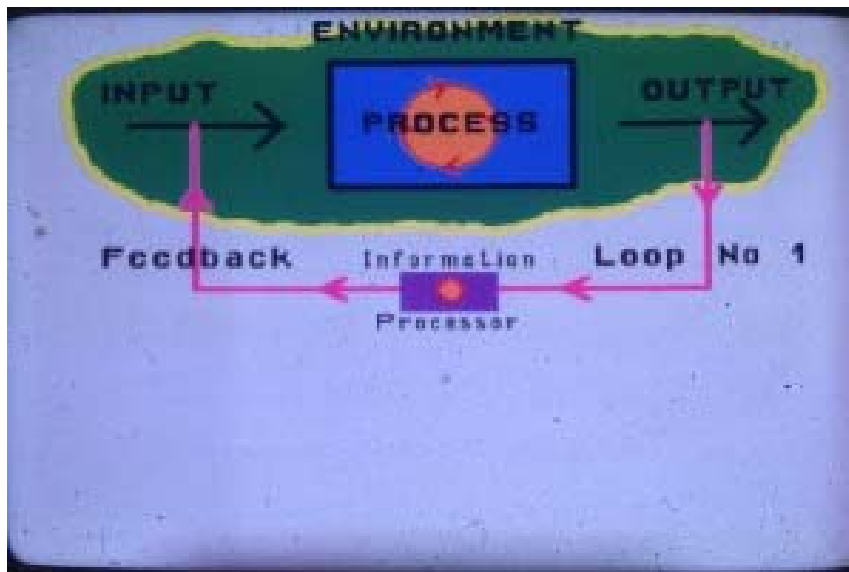 ENVIRONMENT
INPUT
OUTPUT
PROCESS
Feedback
Information
Loop No 1
Processor